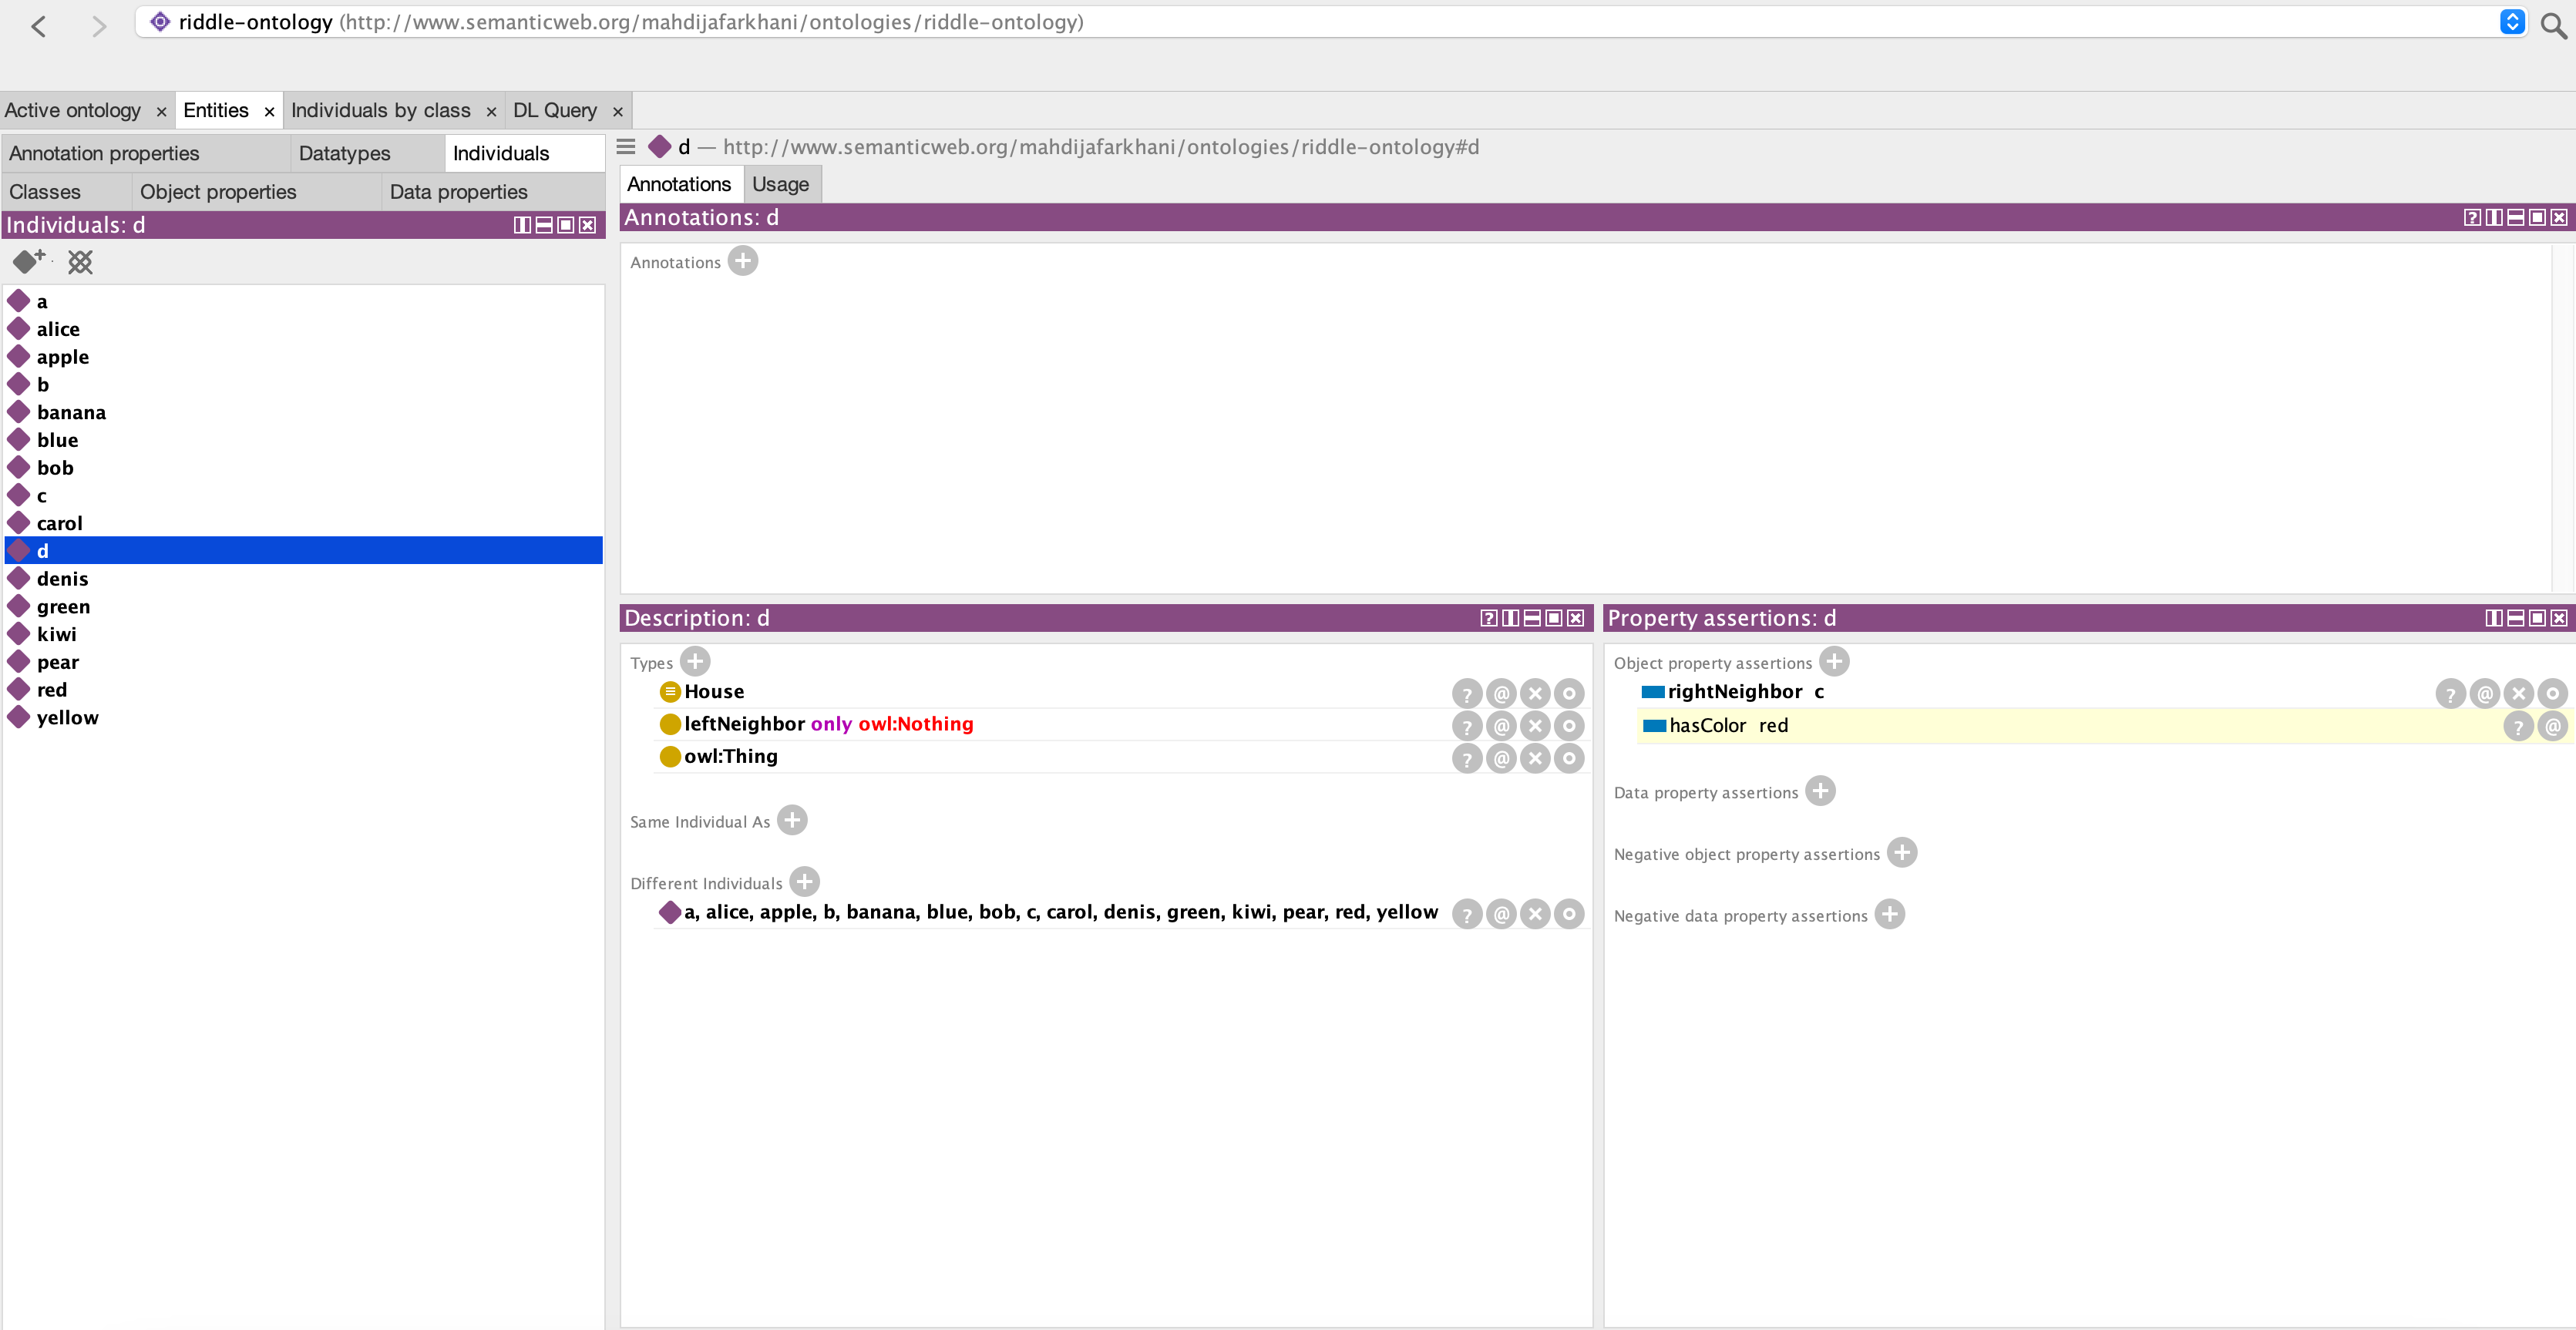 riddle-ontology (http://www.semanticweb.org/mahdijafarkhani/ontologies/riddle-ontology)
Active ontology × Entities × Individuals by class × DL Query ×
Annotation properties Datatypes Individuals
Classes Object properties Data properties
Individuals: d
a
alice
apple
b
banana
blue
bob
c
carol
d
denis
green
kiwi
pear
red
yellow
d — http://www.semanticweb.org/mahdijafarkhani/ontologies/riddle-ontology#d
Annotations Usage
Annotations: d
Annotations
Description: d
Types
House
leftNeighbor only owl:Nothing
owl:Thing
Same Individual As
Different Individuals
a, alice, apple, b, banana, blue, bob, c, carol, denis, green, kiwi, pear, red, yellow
Property assertions: d
Object property assertions
rightNeighbor c
hasColor red
Data property assertions
Negative object property assertions
Negative data property assertions